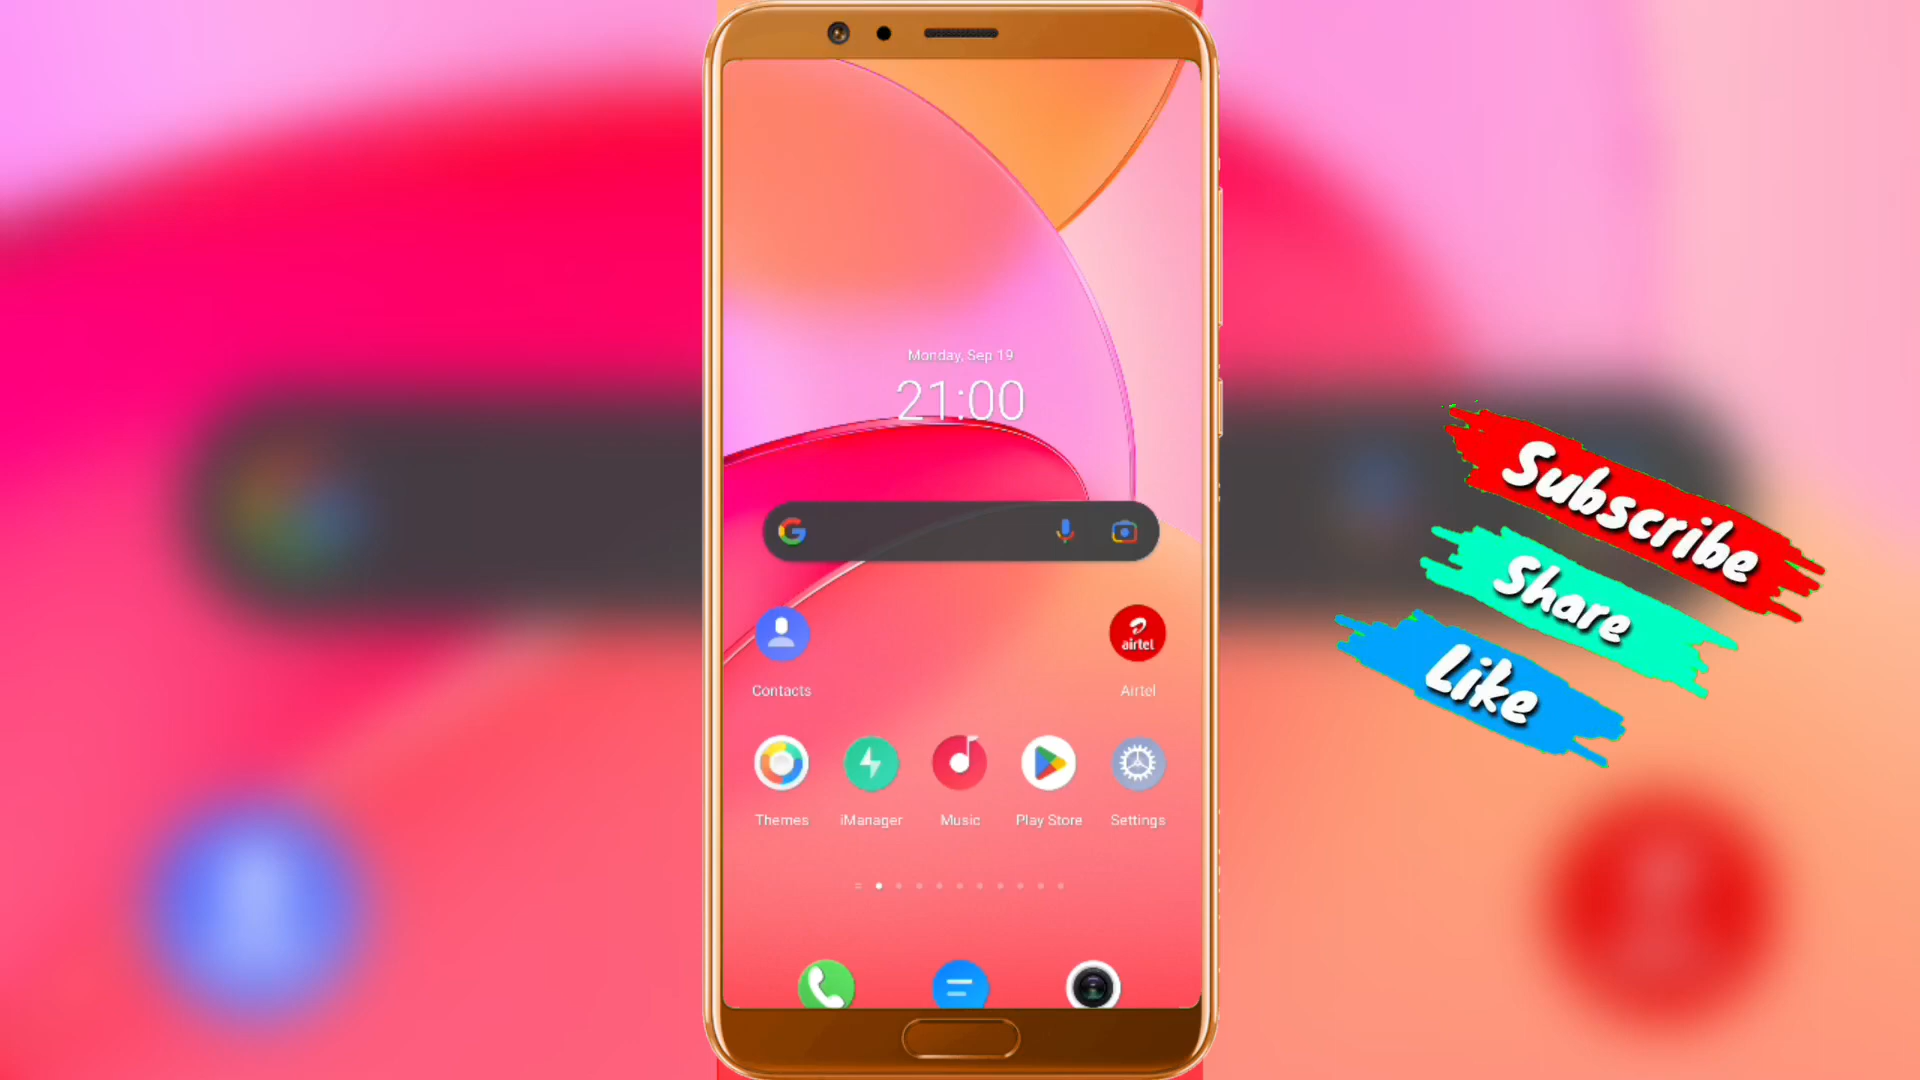 Monday, Sep 19
21:00
airtel
Contacts
Airtel
Themes
iManager
Music
Play Store
Settings
Subscribe
Share
Like